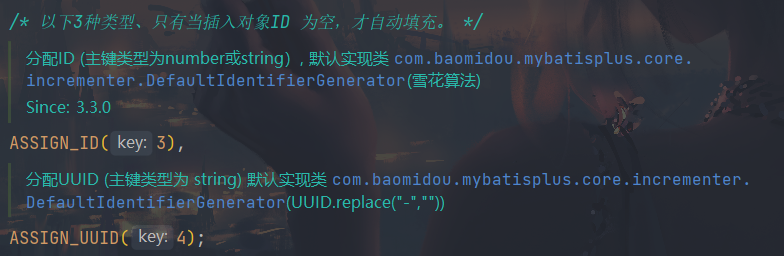 /* 以下3种类型、只有当插入对象ID 为空，才自动填充。 */
分配ID (主键类型为number或string）, 默认实现类 com.baomidou.mybatisplus.core.
incrementer.DefaultIdentifierGenerator(雪花算法)
Since: 3.3.0
ASSIGN_ID( key: 3),
分配UUID (主键类型为 string) 默认实现类 com.baomidou.mybatisplus.core.incrementer.
DefaultIdentifierGenerator(UUID.replace("-",""))
ASSIGN_UUID( key: 4);